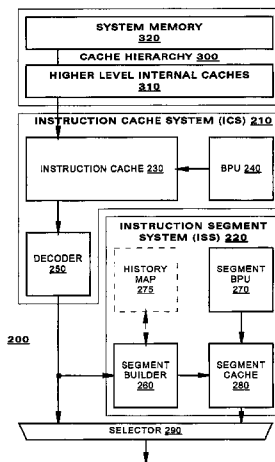 SYSTEM MEMORY
320
CACHE HIERARCHY 300
HIGHER LEVEL INTERNAL CACHES
310
INSTRUCTION CACHE SYSTEM (ICS) 210
INSTRUCTION CACHE 230
BPU 240
DECODER
250
INSTRUCTION SEGMENT
SYSTEM (ISS) 220
HISTORY
MAP
275
SEGMENT
BPU
270
200
SEGMENT
BUILDER
260
SEGMENT
CACHE
280
SELECTOR 290